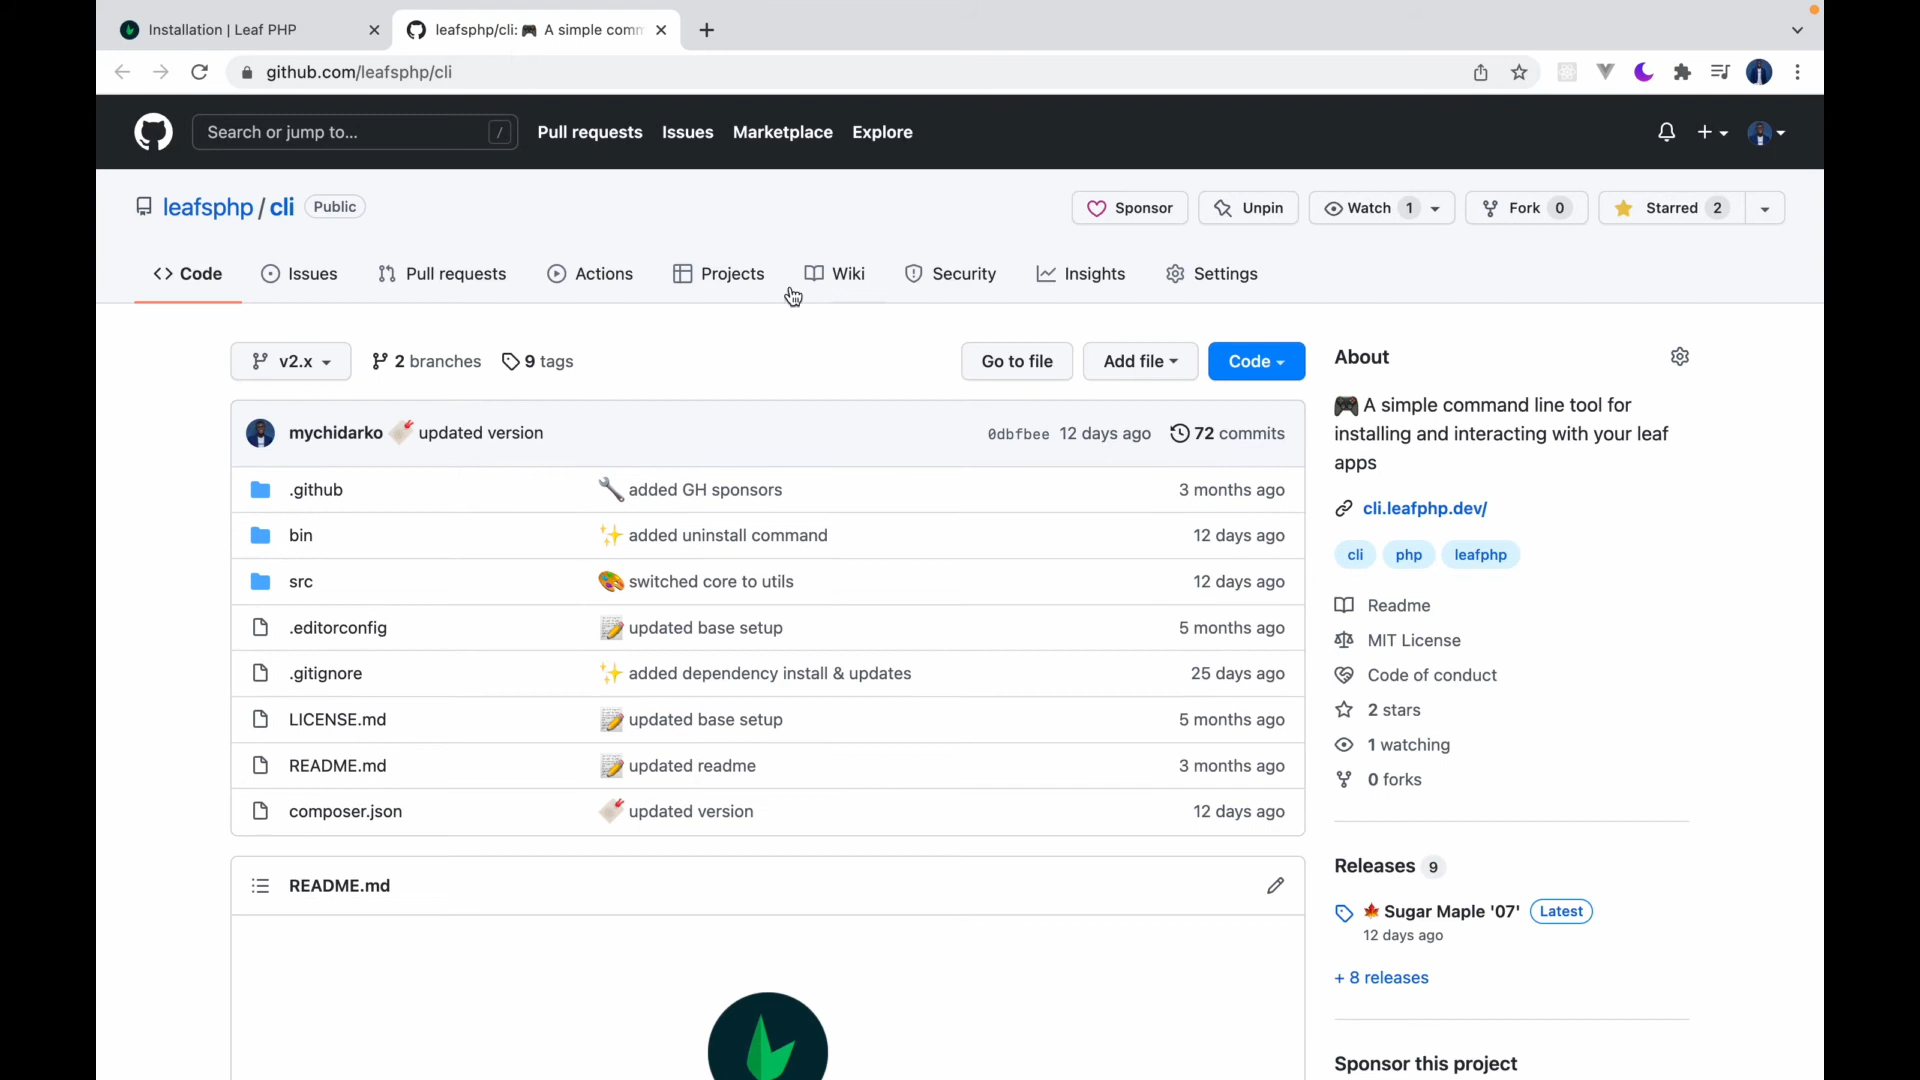 Installation | Leaf PHP
leafsphp/cli: 🎮 A simple comm
github.com/leafsphp/cli
Search or jump to... /
Pull requests
Issues
Marketplace
Explore
leafsphp / cli
Public
Sponsor
Unpin
Watch 1
Fork 0
Starred 2
Code
Issues
Pull requests
Actions
Projects
Wiki
Security
Insights
Settings
v2.x
2 branches
9 tags
Go to file
Add file
Code
mychidarko updated version 0dbfbee 12 days ago 72 commits
.github added GH sponsors 3 months ago
bin added uninstall command 12 days ago
src switched core to utils 12 days ago
.editorconfig updated base setup 5 months ago
.gitignore added dependency install & updates 25 days ago
LICENSE.md updated base setup 5 months ago
README.md updated readme 3 months ago
composer.json updated version 12 days ago
README.md
About
🎮 A simple command line tool for
installing and interacting with your leaf
apps
cli.leafphp.dev/
cli php leafphp
Readme
MIT License
Code of conduct
2 stars
1 watching
0 forks
Releases 9
🍁 Sugar Maple '07' Latest
12 days ago
+ 8 releases
Sponsor this project